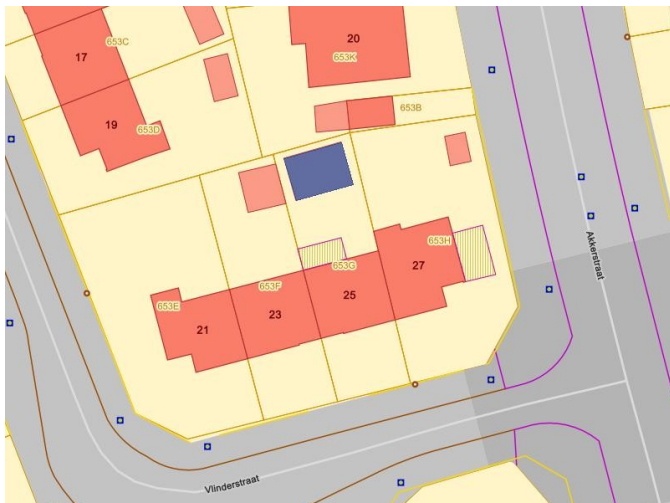 17
653C
20
653K
653B
19
653D
653H
Akkerstraat
653G
27
653F
653E
25
23
21
Vlinderstraat